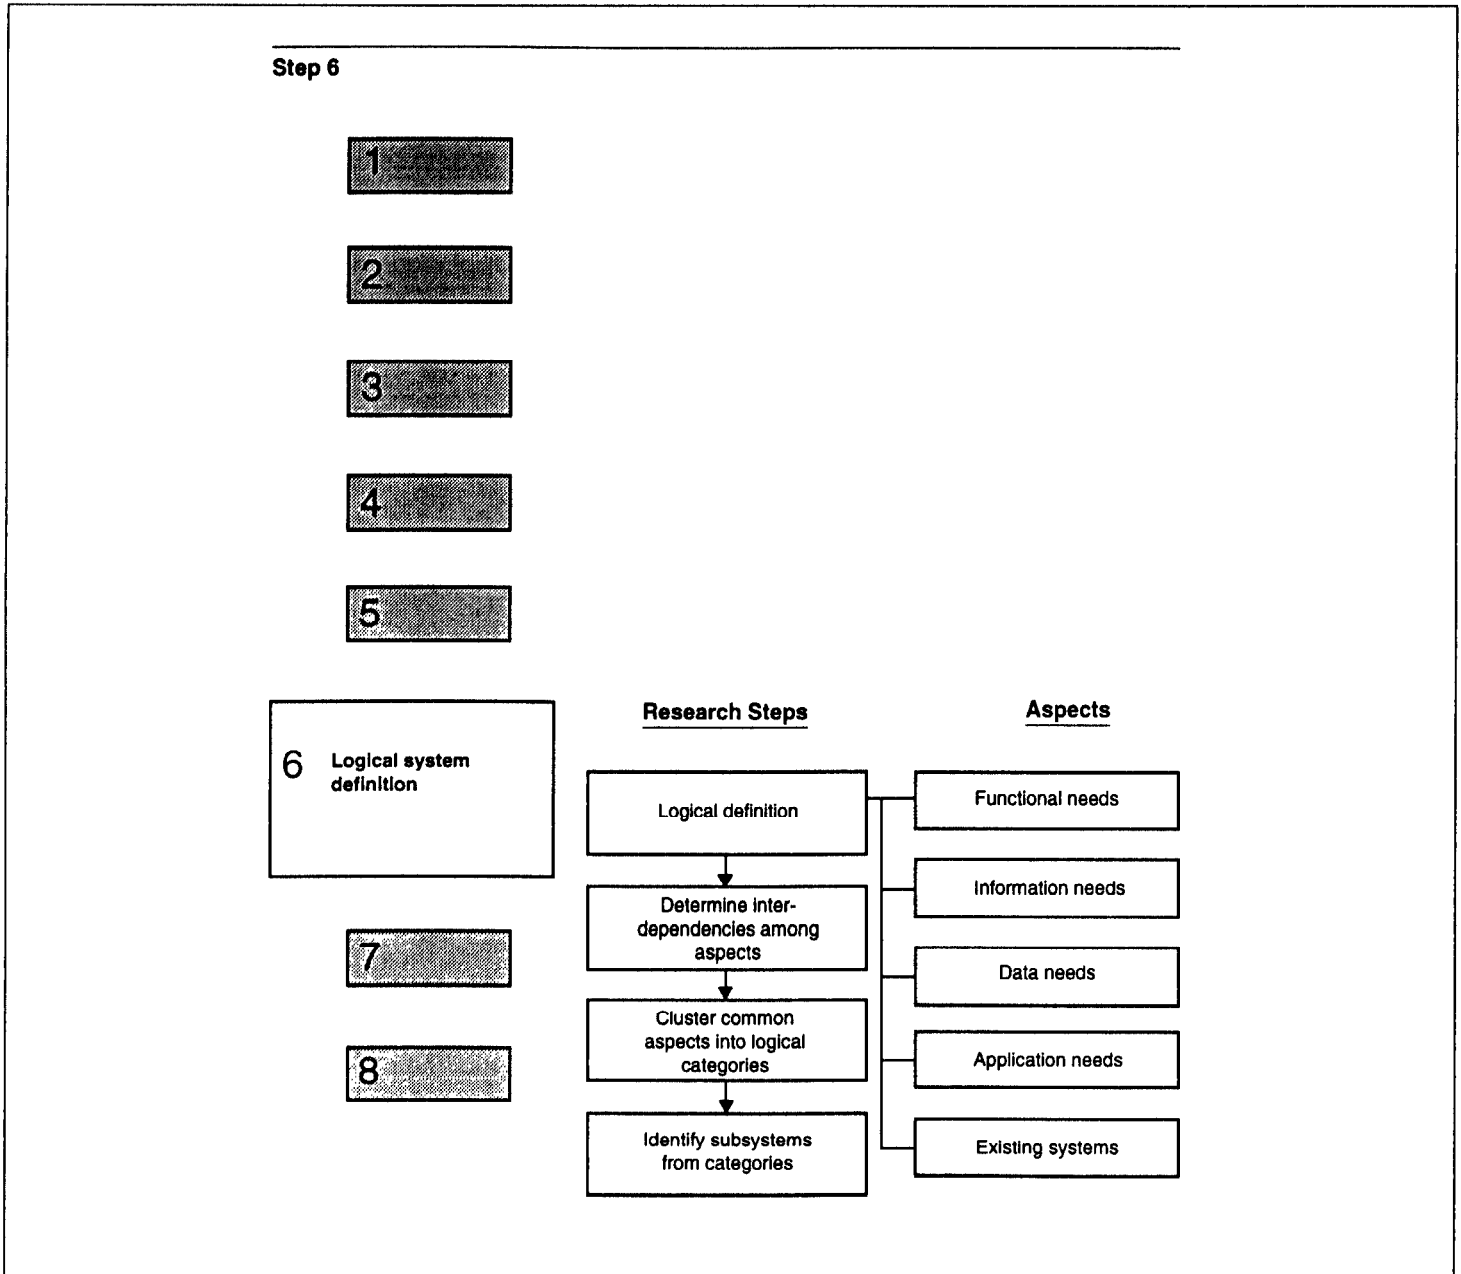 Step 6
1
2
3
4
5
6 Logical system
definition
7
8
Research Steps
Logical definition
Determine inter-
dependencies among
aspects
Cluster common
aspects into logical
categories
Identify subsystems
from categories
Aspects
Functional needs
Information needs
Data needs
Application needs
Existing systems